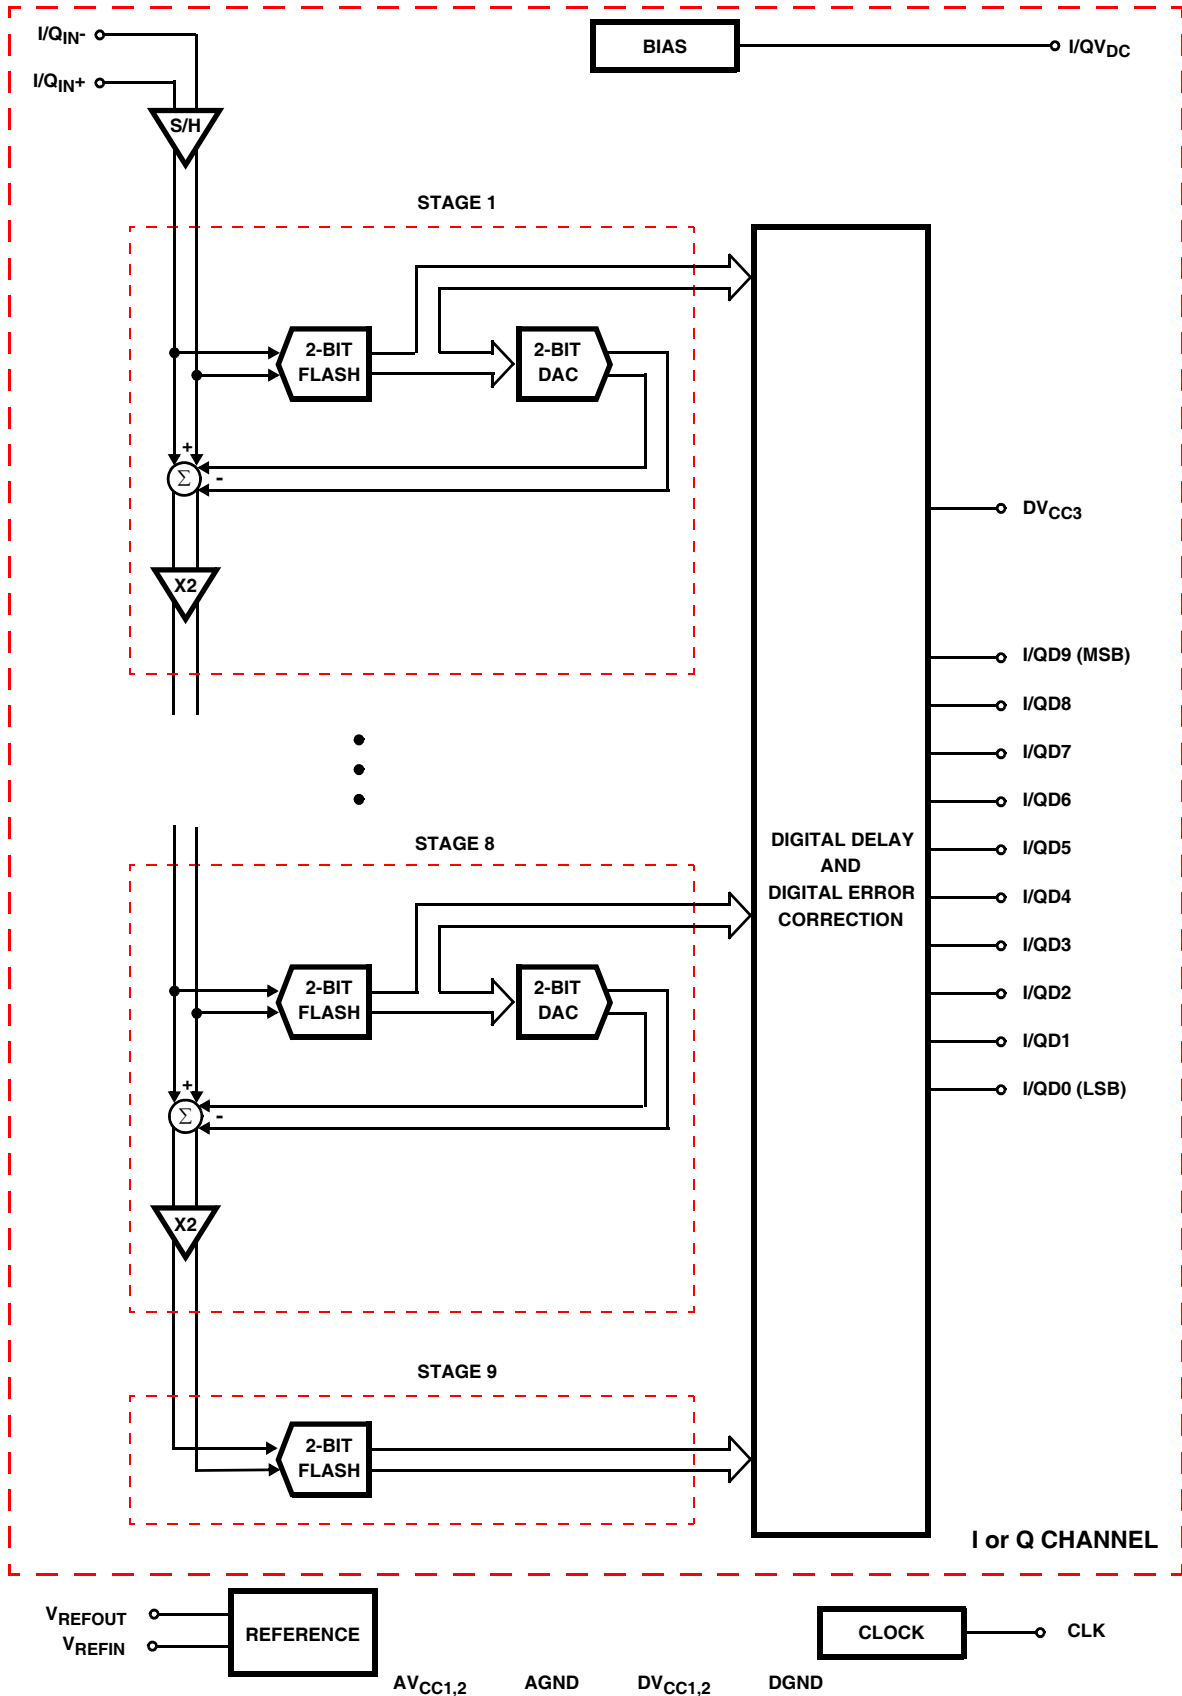 I/QIN-
BIAS
I/QVDC
I/QIN+
S/H
STAGE 1
2-BIT
FLASH
2-BIT
DAC
+
Σ
-
DVCC3
X2
I/QD9 (MSB)
I/QD8
I/QD7
I/QD6
STAGE 8
DIGITAL DELAY
AND
DIGITAL ERROR
CORRECTION
I/QD5
I/QD4
I/QD3
2-BIT
FLASH
2-BIT
DAC
I/QD2
I/QD1
+
Σ
-
I/QD0 (LSB)
X2
STAGE 9
2-BIT
FLASH
I or Q CHANNEL
VREFOUT
VREFIN
REFERENCE
CLOCK
CLK
AVCC1,2 AGND DVCC1,2 DGND